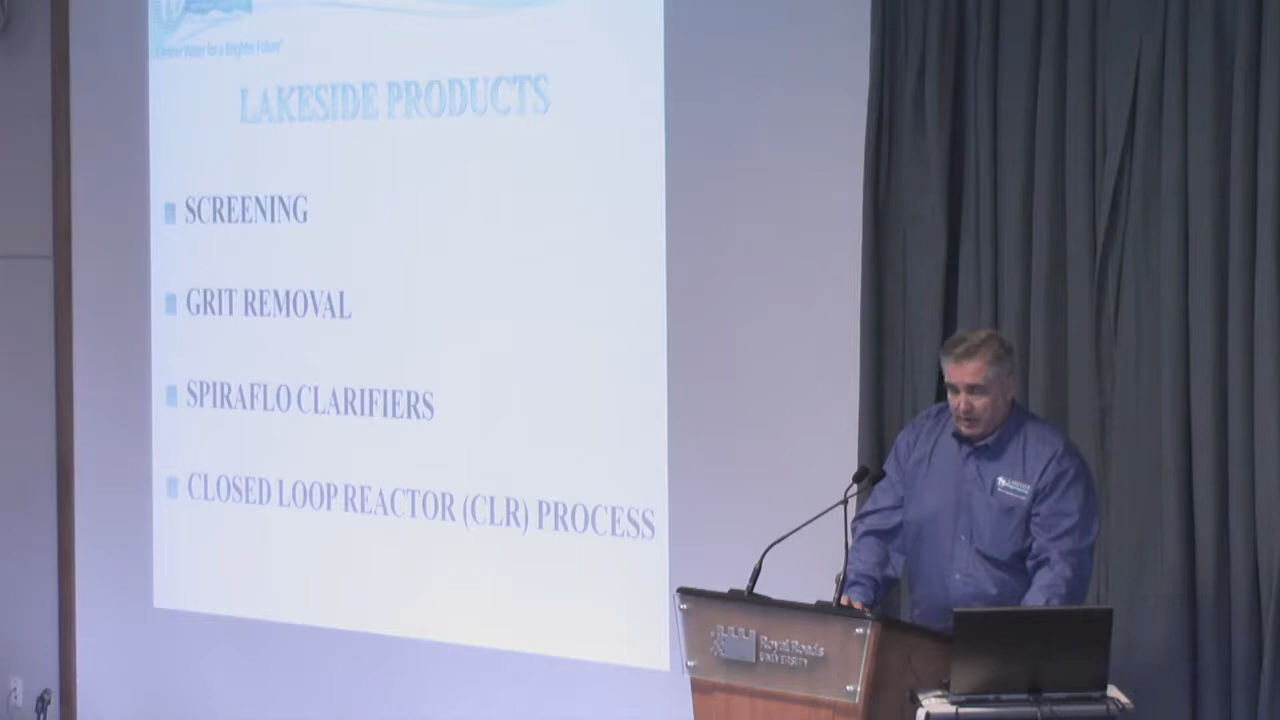 Water for a Brighter Future
LAKESIDE PRODUCTS
SCREENING
GRIT REMOVAL
SPIRAFLO CLARIFIERS
CLOSED LOOP REACTOR (CLR) PROCESS
LAKESIDE
Royal Roads
UNIVERSITY